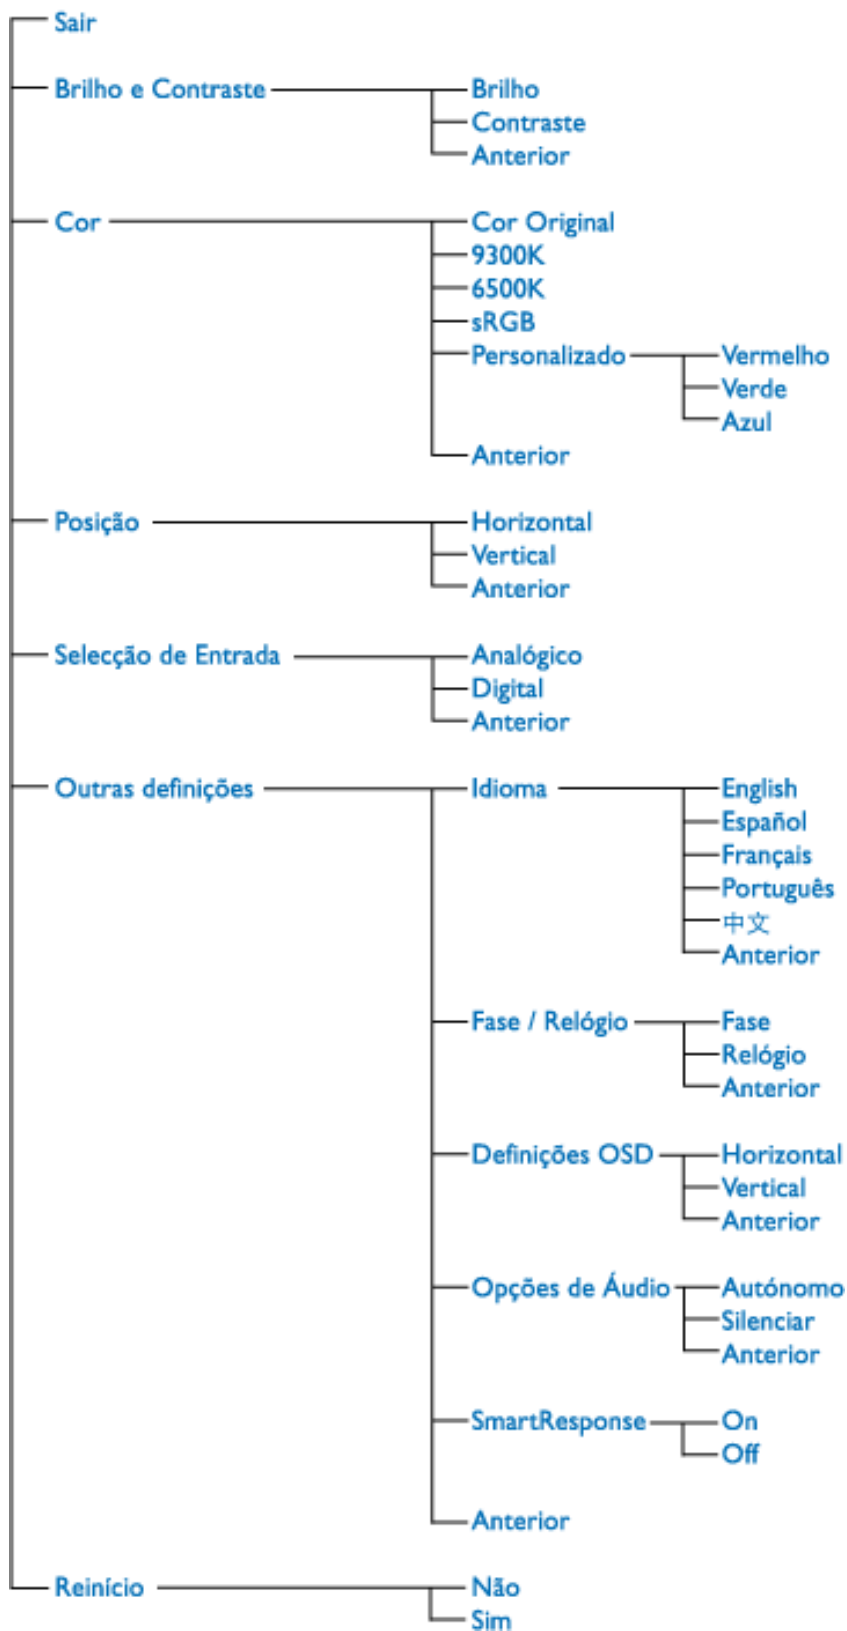 Sair
Brilho e Contraste
Brilho
Contraste
Anterior
Cor
Cor Original
9300K
6500K
sRGB
Personalizado
Vermelho
Verde
Azul
Anterior
Posição
Horizontal
Vertical
Anterior
Selecção de Entrada
Analógico
Digital
Anterior
Outras definições
Idioma
English
Español
Français
Português
中文
Anterior
Fase / Relógio
Fase
Relógio
Anterior
Definições OSD
Horizontal
Vertical
Anterior
Opções de Áudio
Autónomo
Silenciar
Anterior
SmartResponse
On
Off
Anterior
Reinício
Não
Sim